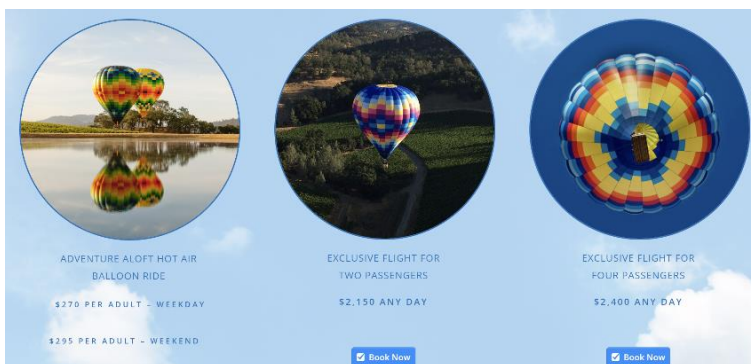 ADVENTURE ALOFT HOT AIR
BALLOON RIDE
$270 PER ADULT – WEEKDAY
$295 PER ADULT – WEEKEND
EXCLUSIVE FLIGHT FOR
TWO PASSENGERS
$2,150 ANY DAY
Book Now
EXCLUSIVE FLIGHT FOR
FOUR PASSENGERS
$2,400 ANY DAY
Book Now